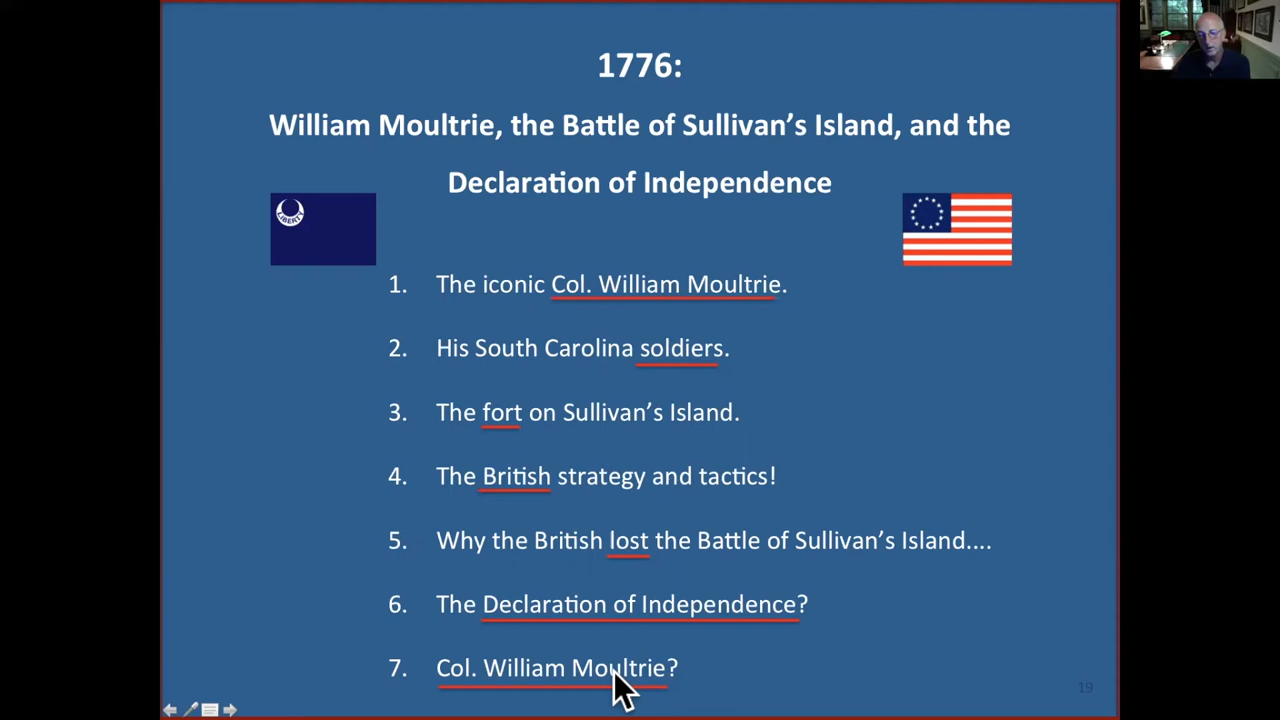 1776:
William Moultrie, the Battle of Sullivan’s Island, and the
Declaration of Independence
LIBERTY
1. The iconic Col. William Moultrie.
2. His South Carolina soldiers.
3. The fort on Sullivan’s Island.
4. The British strategy and tactics!
5. Why the British lost the Battle of Sullivan’s Island....
6. The Declaration of Independence?
7. Col. William Moultrie?
19